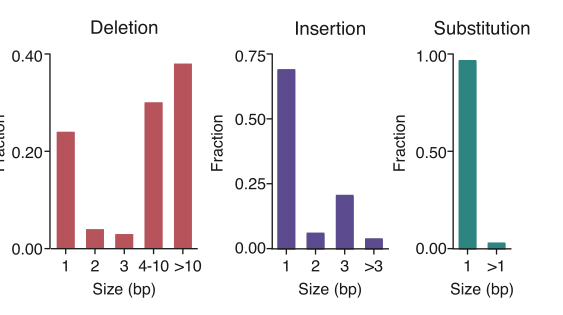 Deletion
Fraction
0.40
0.20
0.00
1 2 3 4-10 >10
Size (bp)
Insertion
Fraction
0.75
0.50
0.25
0.00
1 2 3 >3
Size (bp)
Substitution
Fraction
1.00
0.50
0.00
1 >1
Size (bp)